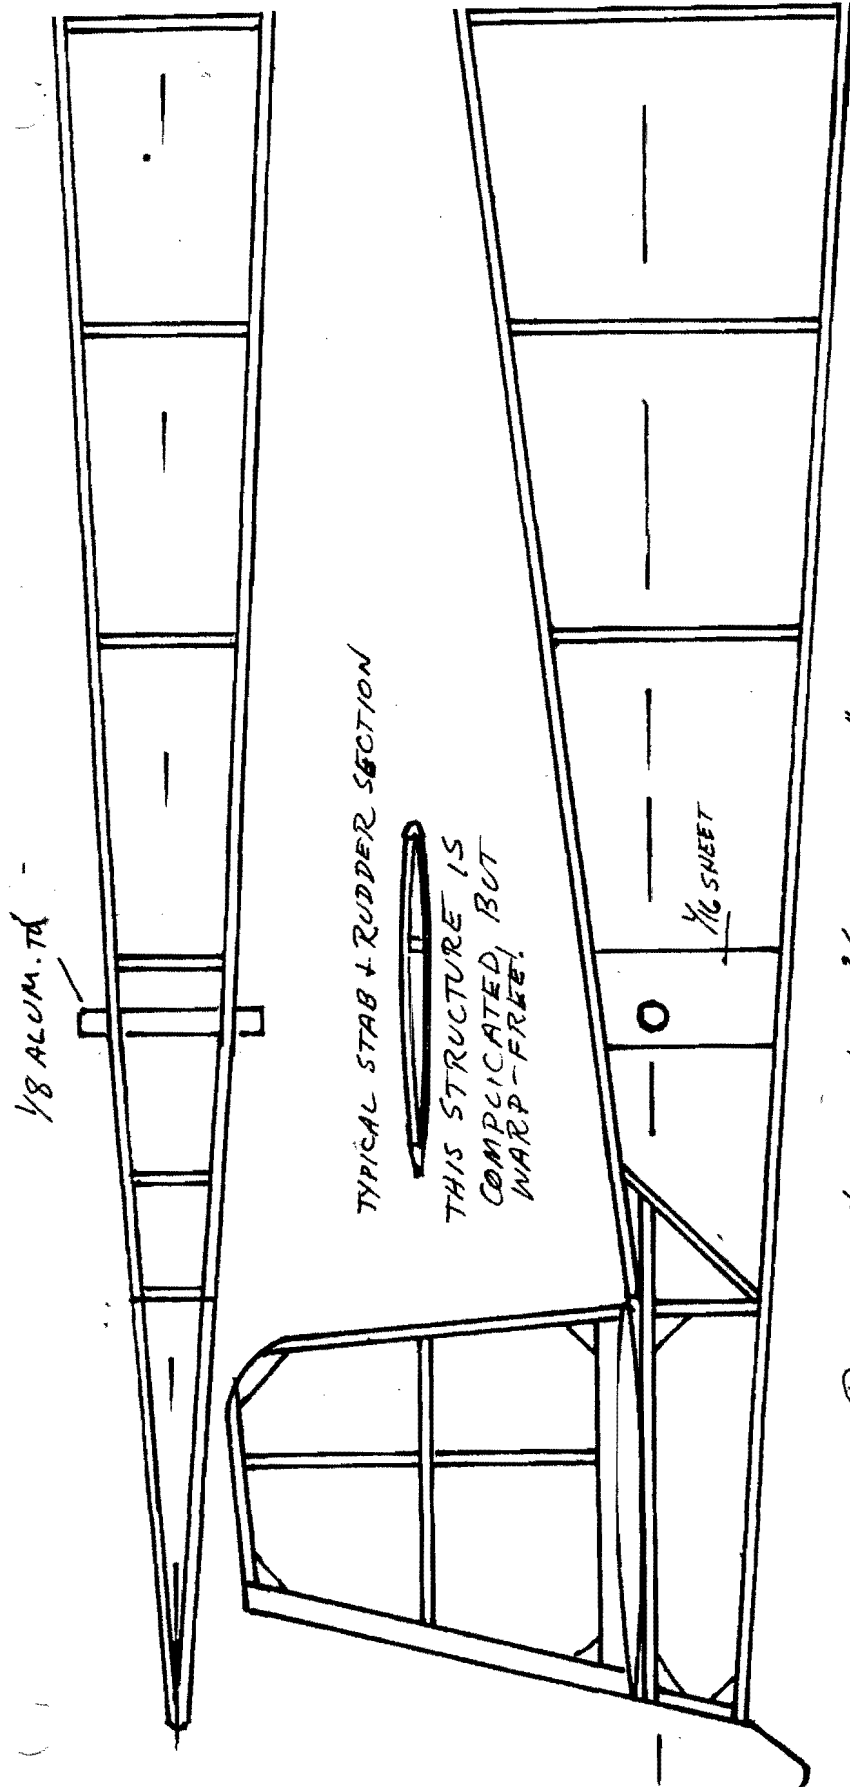 1/8 ALUM. TU
TYPICAL STAB & RUDDER SECTION
THIS STRUCTURE IS
COMPLICATED, BUT
WARP-FREE!
1/16 SHEET